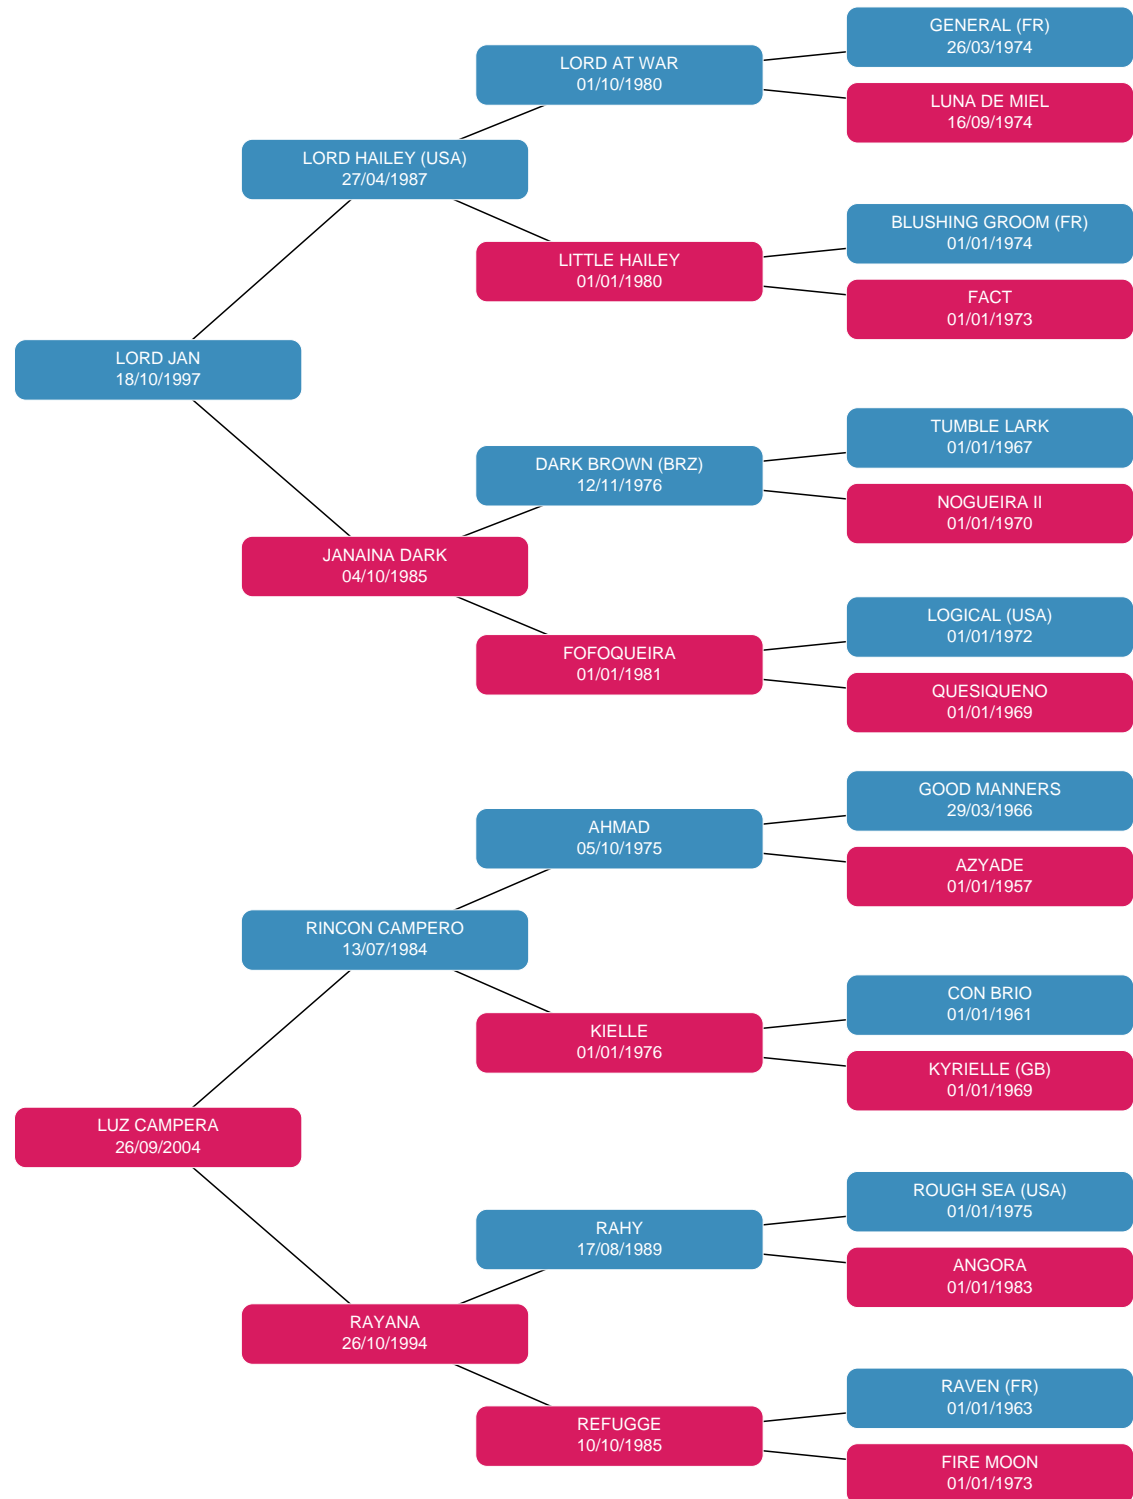 GENERAL (FR)
26/03/1974
LORD AT WAR
01/10/1980
LUNA DE MIEL
16/09/1974
LORD HAILEY (USA)
27/04/1987
BLUSHING GROOM (FR)
01/01/1974
LITTLE HAILEY
01/01/1980
FACT
01/01/1973
LORD JAN
18/10/1997
TUMBLE LARK
01/01/1967
DARK BROWN (BRZ)
12/11/1976
NOGUEIRA II
01/01/1970
JANAINA DARK
04/10/1985
LOGICAL (USA)
01/01/1972
FOFOQUEIRA
01/01/1981
QUESIQUENO
01/01/1969
GOOD MANNERS
29/03/1966
AHMAD
05/10/1975
AZYADE
01/01/1957
RINCON CAMPERO
13/07/1984
CON BRIO
01/01/1961
KIELLE
01/01/1976
KYRIELLE (GB)
01/01/1969
LUZ CAMPERA
26/09/2004
ROUGH SEA (USA)
01/01/1975
RAHY
17/08/1989
ANGORA
01/01/1983
RAYANA
26/10/1994
RAVEN (FR)
01/01/1963
REFUGGE
10/10/1985
FIRE MOON
01/01/1973